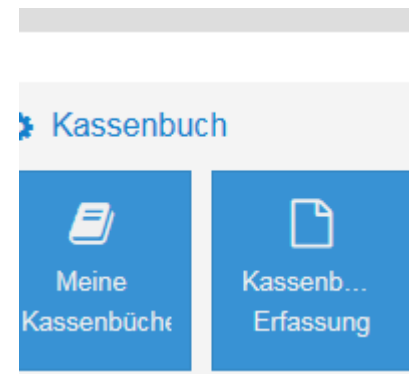 Kassenbuch
Meine
Kassenbüche
Kassenb...
Erfassung